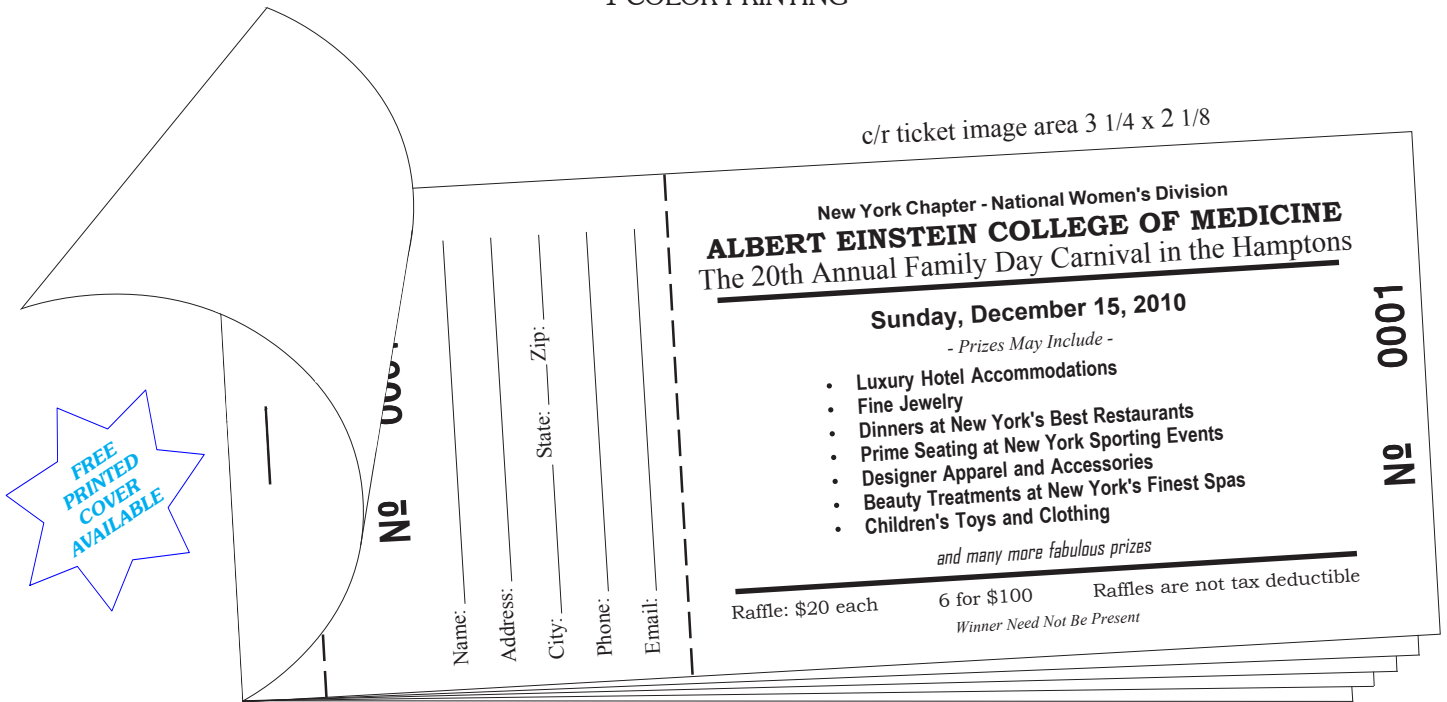 1 COLOR PRINTING
c/r ticket image area 3 1/4 x 2 1/8
New York Chapter - National Women's Division
ALBERT EINSTEIN COLLEGE OF MEDICINE
The 20th Annual Family Day Carnival in the Hamptons
Sunday, December 15, 2010
- Prizes May Include -
• Luxury Hotel Accommodations
• Fine Jewelry
• Dinners at New York's Best Restaurants
• Prime Seating at New York Sporting Events
• Designer Apparel and Accessories
• Beauty Treatments at New York's Finest Spas
• Children's Toys and Clothing
and many more fabulous prizes
Raffle: $20 each 6 for $100 Raffles are not tax deductible
Winner Need Not Be Present
Nº 0001
Nº 0001
Name:
Address:
City: State: Zip:
Phone:
Email:
FREE
PRINTED
COVER
AVAILABLE